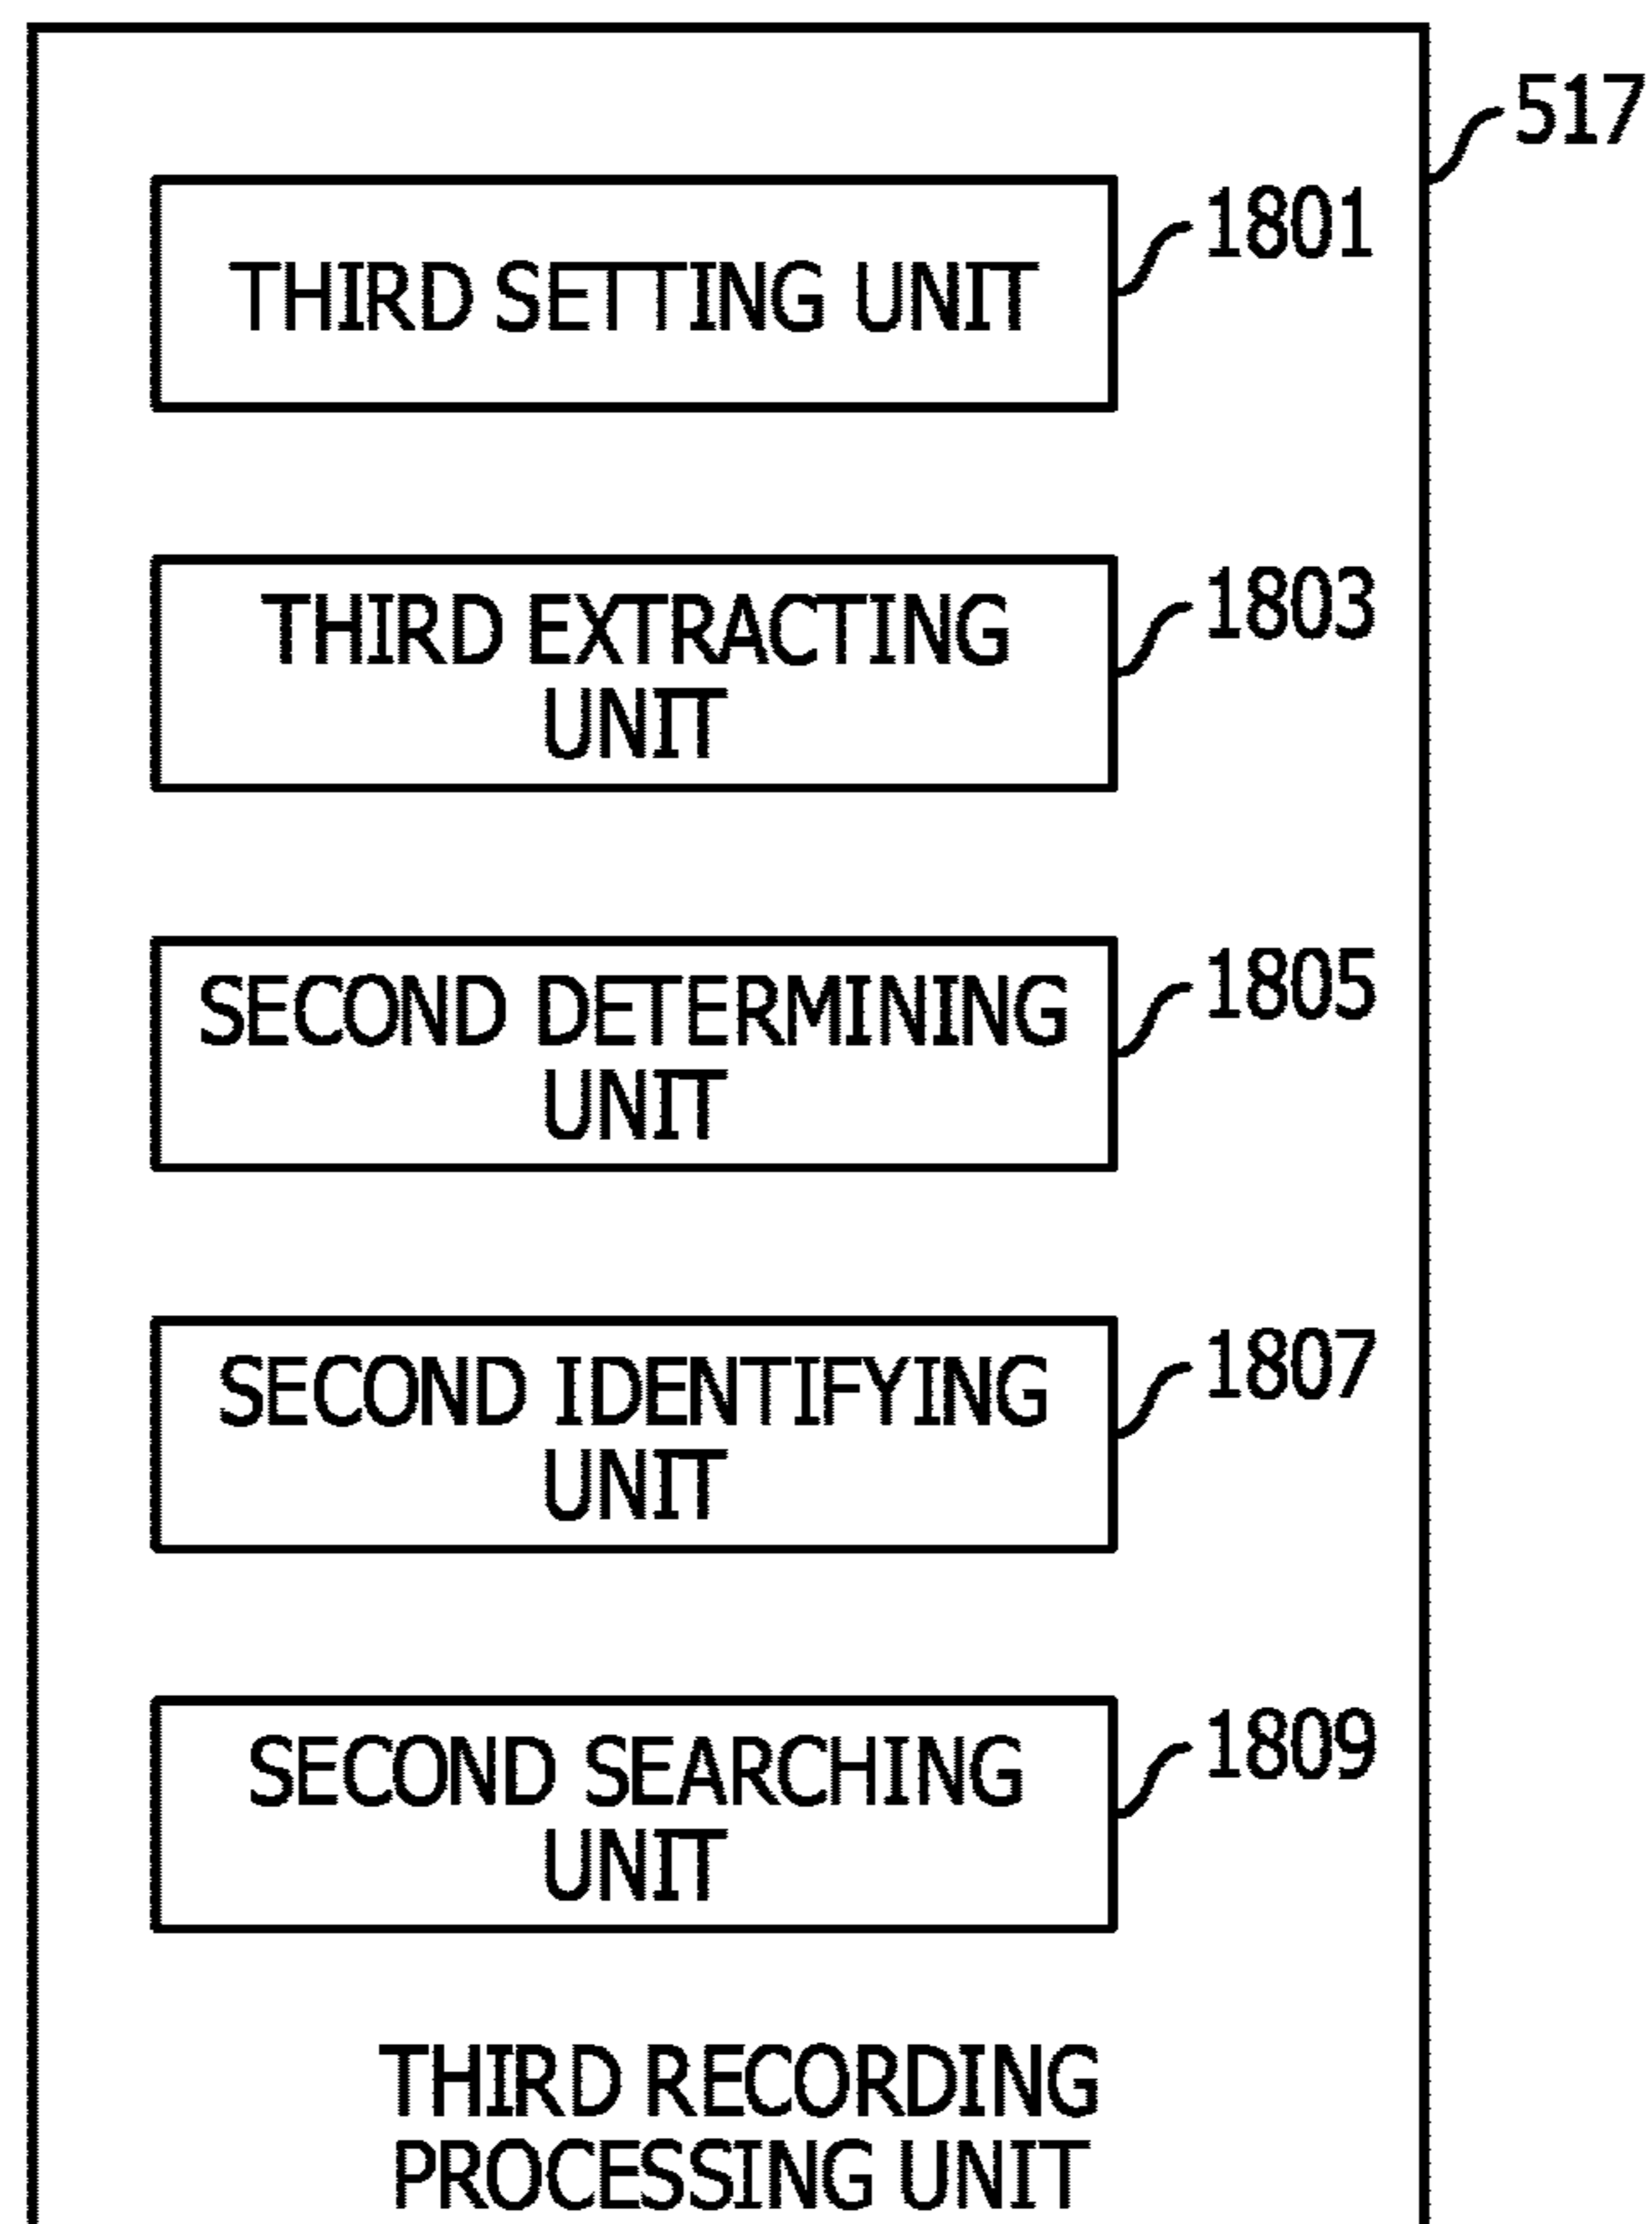 517
THIRD SETTING UNIT
1801
THIRD EXTRACTING
UNIT
1803
SECOND DETERMINING
UNIT
1805
SECOND IDENTIFYING
UNIT
1807
SECOND SEARCHING
UNIT
1809
THIRD RECORDING
PROCESSING UNIT